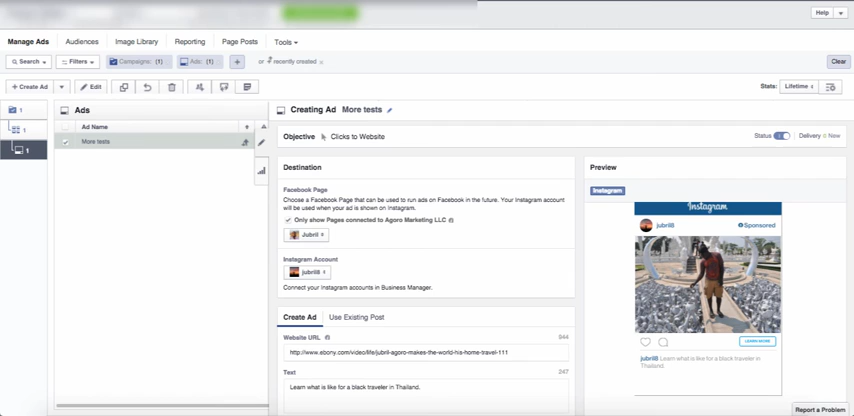 Help
Manage Ads Audiences Image Library Reporting Page Posts Tools
Search Filters Campaigns: (1) Ads: (1) + or recently created x Clear
+ Create Ad Edit Stats: Lifetime
1
1
1
Ads
Ad Name
More tests
Creating Ad More tests
Objective Clicks to Website Status Delivery New
Destination
Facebook Page
Choose a Facebook Page that can be used to run ads on Facebook in the future. Your Instagram account
will be used when your ad is shown on Instagram.
Only show Pages connected to Agoro Marketing LLC
Jubril
Instagram Account
jubril8
Connect your Instagram accounts in Business Manager.
Create Ad Use Existing Post
Website URL 944
http://www.ebony.com/video/life/jubril-agoro-makes-the-world-his-home-travel-111
Text 247
Learn what is like for a black traveler in Thailand.
Preview
Instagram
Instagram
jubril8 Sponsored
LEARN MORE
jubril8 Learn what is like for a black traveler in
Thailand.
Report a Problem